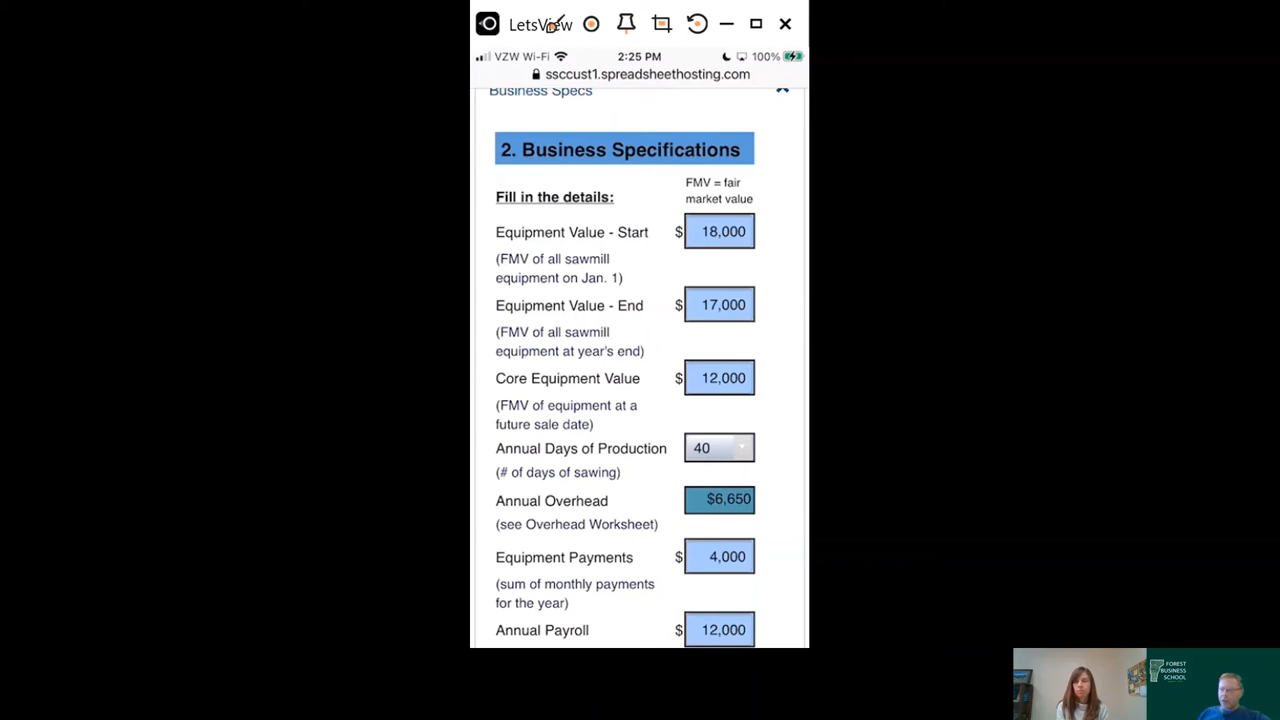 LetsView
VZW Wi-Fi 2:25 PM 100%
ssccust1.spreadsheethosting.com
Business Specs
2. Business Specifications
FMV = fair
market value
Fill in the details:
Equipment Value - Start $ 18,000
(FMV of all sawmill
equipment on Jan. 1)
Equipment Value - End $ 17,000
(FMV of all sawmill
equipment at year's end)
Core Equipment Value $ 12,000
(FMV of equipment at a
future sale date)
Annual Days of Production 40
(# of days of sawing)
Annual Overhead $6,650
(see Overhead Worksheet)
Equipment Payments $ 4,000
(sum of monthly payments
for the year)
Annual Payroll $ 12,000
FOREST
BUSINESS
SCHOOL